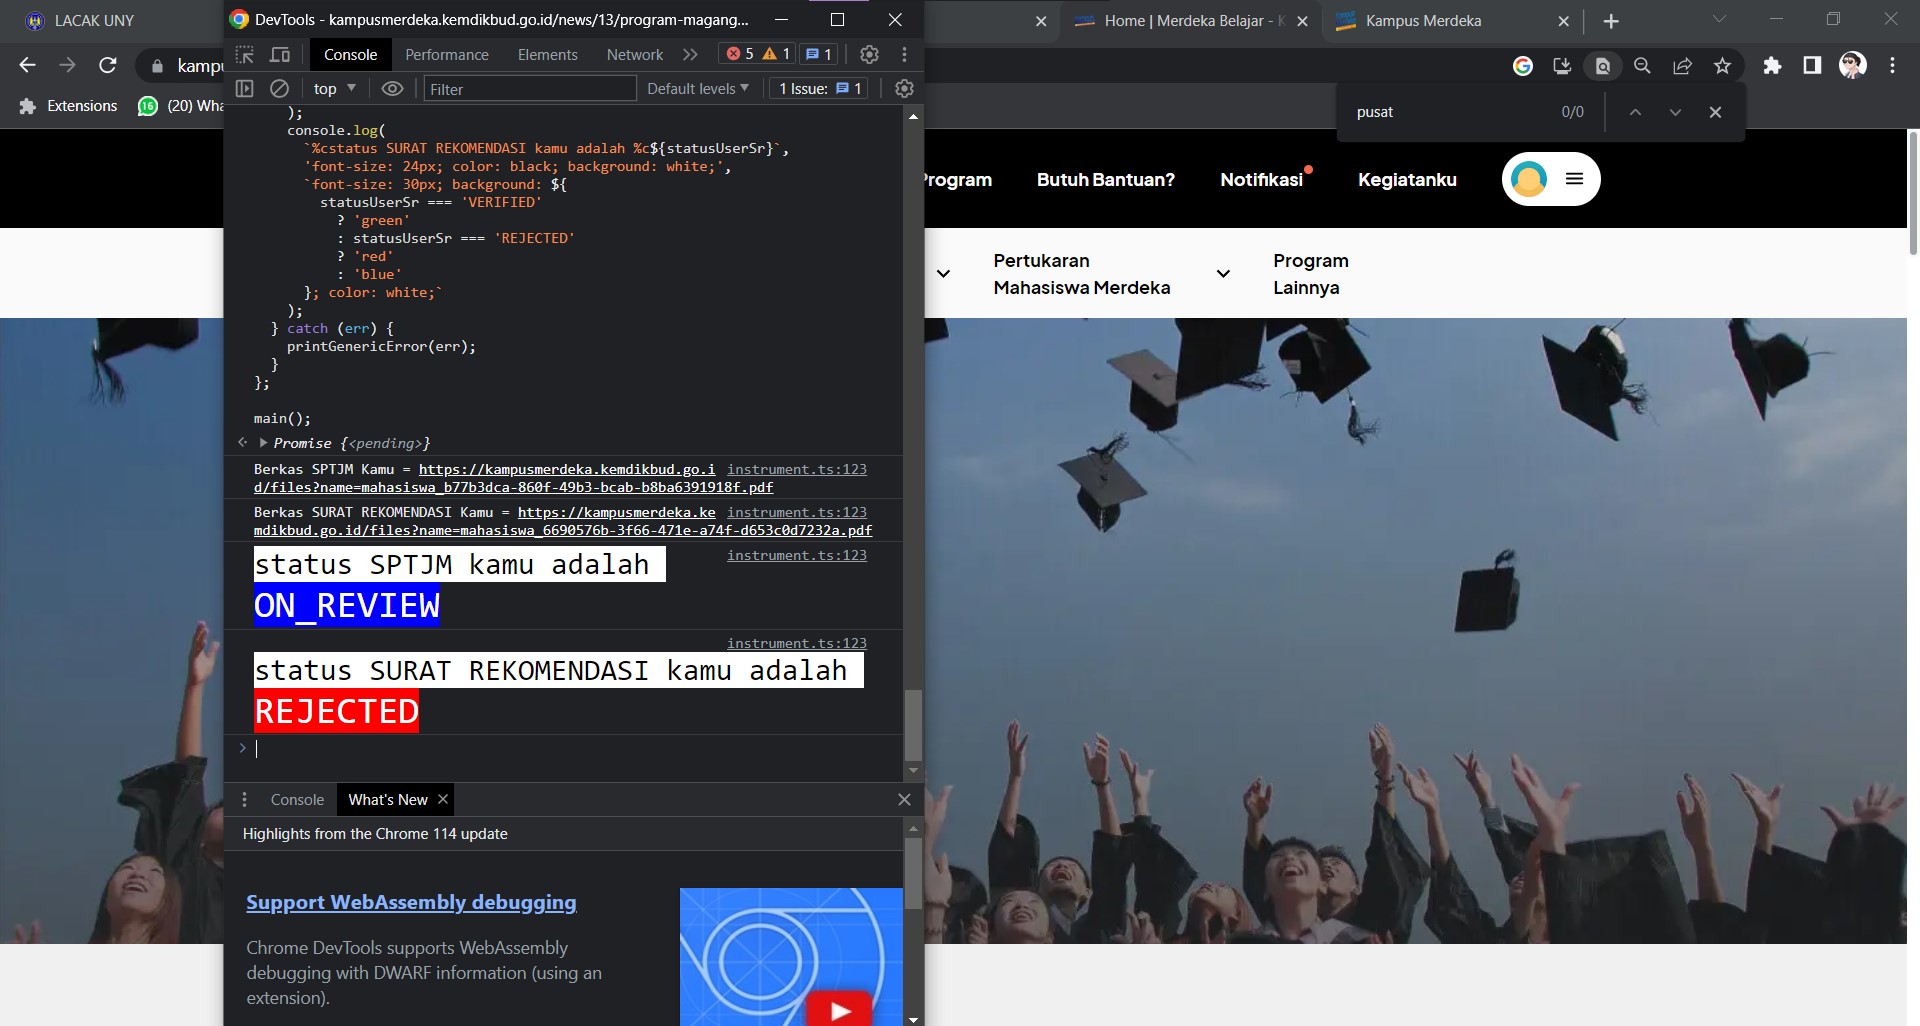 LACAK UNY
DevTools - kampusmerdeka.kemdikbud.go.id/news/13/program-magang...
Home | Merdeka Belajar - K
Kampus Merdeka
kampu
Console
Performance
Elements
Network
5
1
1
Extensions
(20) Wha
16
top
Filter
Default levels
1 Issue:
1
pusat
0/0
);
console.log(
`%cstatus SURAT REKOMENDASI kamu adalah %c${statusUserSr}`,
'font-size: 24px; color: black; background: white;',
`font-size: 30px; background: ${
statusUserSr === 'VERIFIED'
? 'green'
: statusUserSr === 'REJECTED'
? 'red'
: 'blue'
}; color: white;`
);
} catch (err) {
printGenericError(err);
}
};
main();
Promise {<pending>}
Berkas SPTJM Kamu = https://kampusmerdeka.kemdikbud.go.i instrument.ts:123
d/files?name=mahasiswa_b77b3dca-860f-49b3-bcab-b8ba6391918f.pdf
Berkas SURAT REKOMENDASI Kamu = https://kampusmerdeka.ke instrument.ts:123
mdikbud.go.id/files?name=mahasiswa_6690576b-3f66-471e-a74f-d653c0d7232a.pdf
status SPTJM kamu adalah instrument.ts:123
ON_REVIEW
instrument.ts:123
status SURAT REKOMENDASI kamu adalah
REJECTED
Program
Butuh Bantuan?
Notifikasi
Kegiatanku
Pertukaran
Mahasiswa Merdeka
Program
Lainnya
Console
What's New
Highlights from the Chrome 114 update
Support WebAssembly debugging
Chrome DevTools supports WebAssembly
debugging with DWARF information (using an
extension).